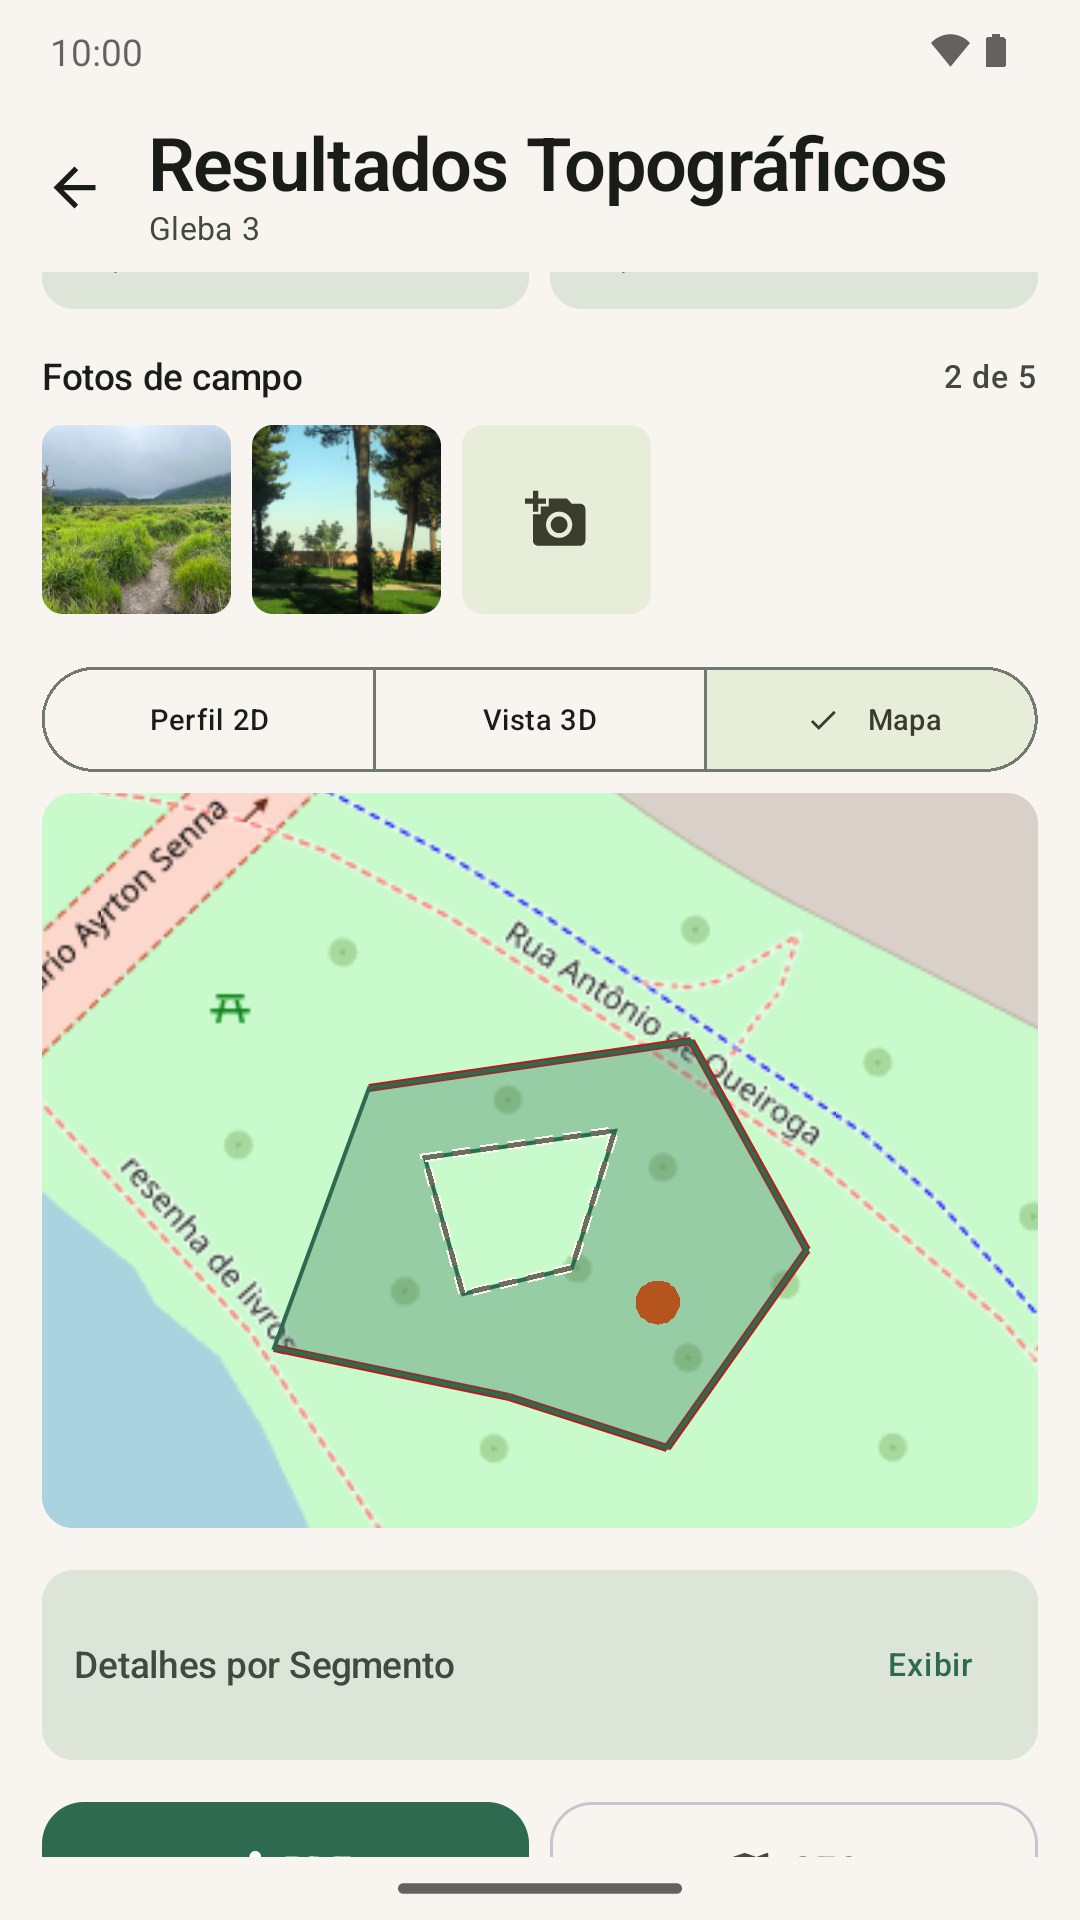 10:00
Resultados Topográficos
Gleba 3
Fotos de campo
2 de 5
Perfil 2D
Vista 3D
Mapa
rio Ayrton Senna
Rua Antônio de Queiroga
resenha de livros
Detalhes por Segmento
Exibir